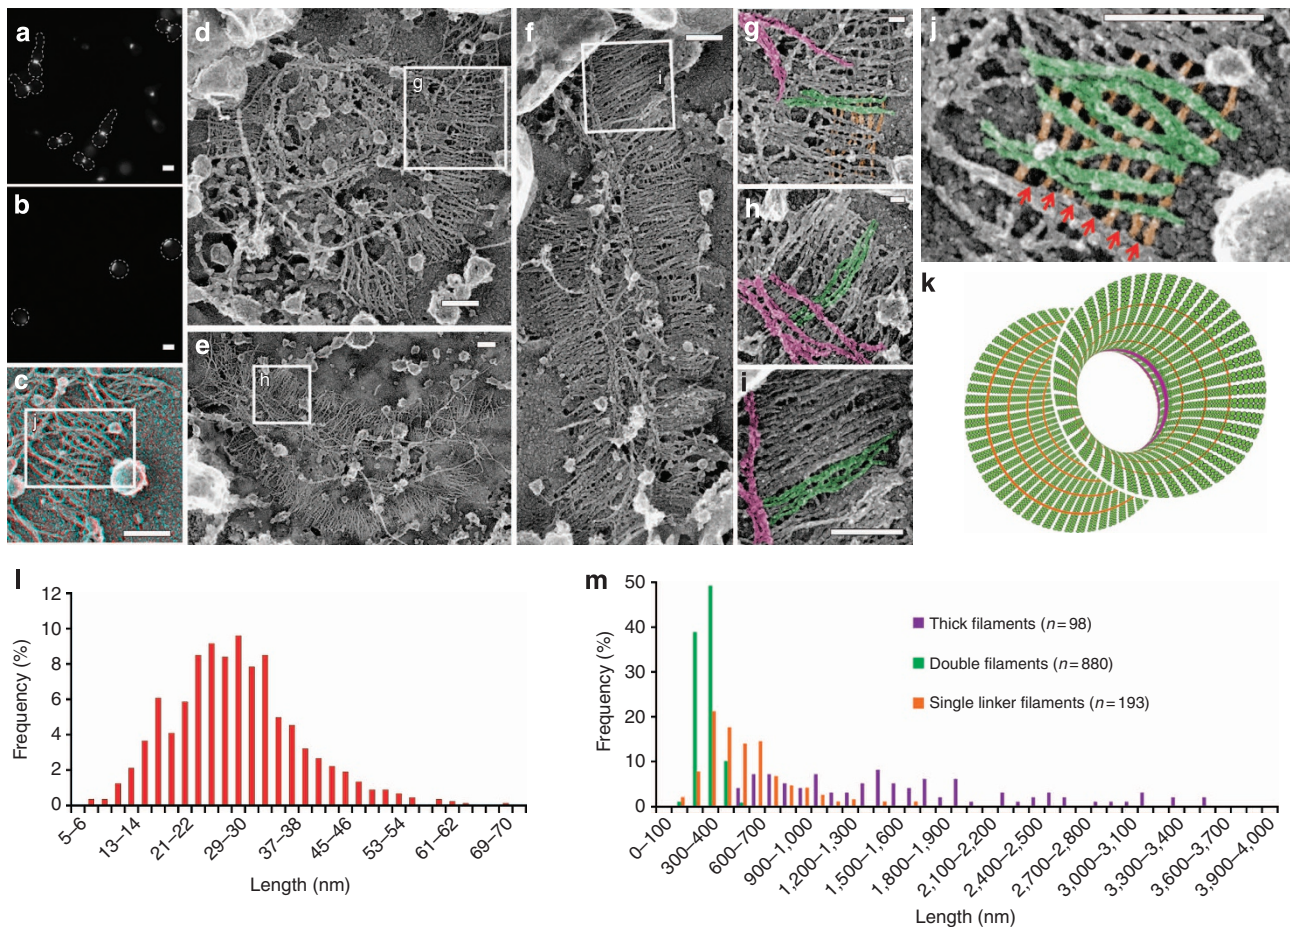 a
b
c
j
d
g
e
h
f
i
g
h
i
j
k
l
Frequency (%)
12
10
8
6
4
2
0
5–6
13–14
21–22
29–30
37–38
45–46
53–54
61–62
69–70
Length (nm)
m
Frequency (%)
50
40
30
20
10
0
Thick filaments (n=98)
Double filaments (n=880)
Single linker filaments (n=193)
0–100
300–400
600–700
900–1,000
1,200–1,300
1,500–1,600
1,800–1,900
2,100–2,200
2,400–2,500
2,700–2,800
3,000–3,100
3,300–3,400
3,600–3,700
3,900–4,000
Length (nm)